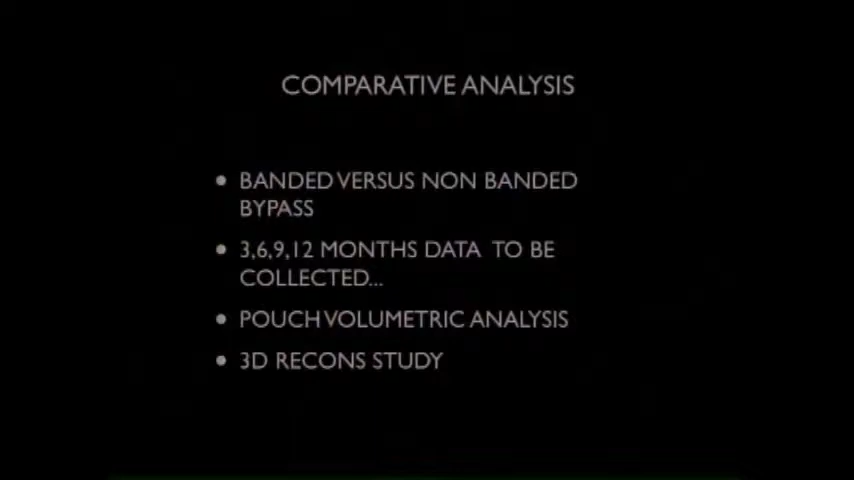 COMPARATIVE ANALYSIS
• BANDED VERSUS NON BANDED
BYPASS
• 3,6,9,12 MONTHS DATA TO BE
COLLECTED...
• POUCH VOLUMETRIC ANALYSIS
• 3D RECONS STUDY